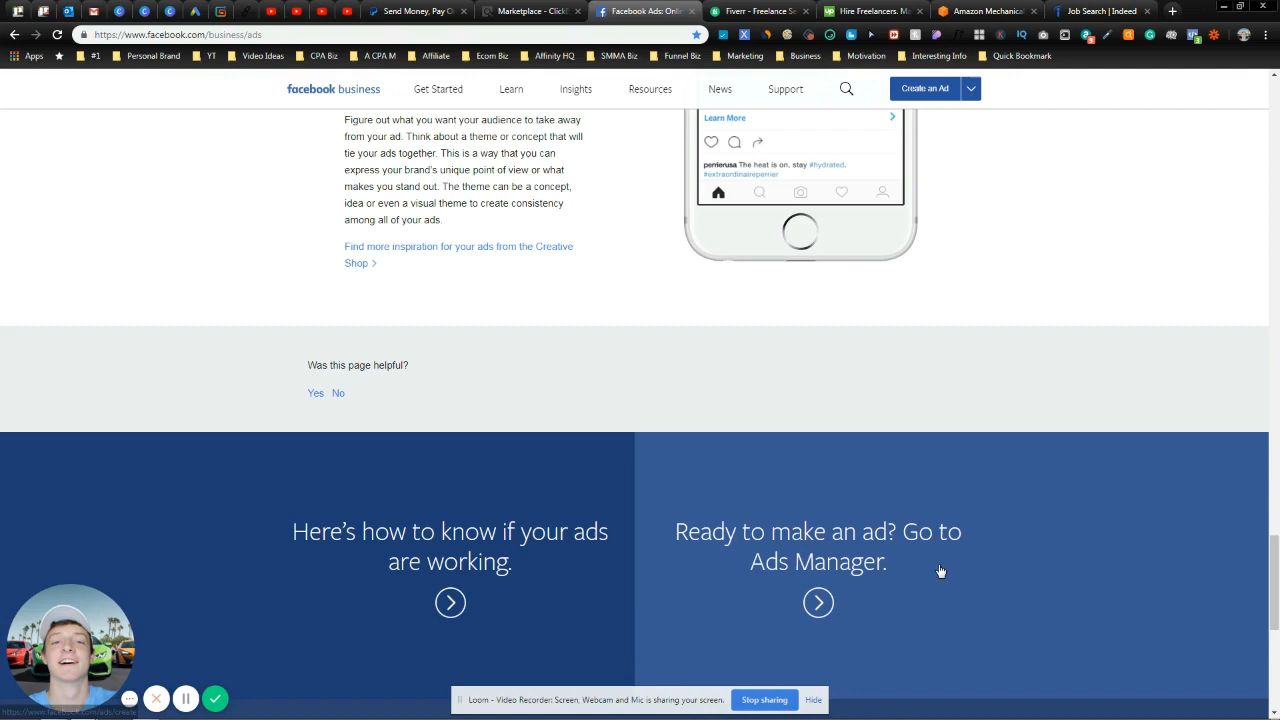 Send Money, Pay O
Marketplace - ClickB
Facebook Ads: Onli
Fiverr - Freelance S
Hire Freelancers. M
Amazon Mechanic
Job Search | Indeed
https://www.facebook.com/business/ads
Apps
Personal Brand
#1
YT
Video Ideas
CPA Biz
A CPA M
Affiliate
Ecom Biz
Affinity HQ
SMMA Biz
Funnel Biz
Marketing
Business
Motivation
Interesting Info
Quick Bookmark
facebook business
Get Started
Learn
Insights
Resources
News
Support
Create an Ad
Figure out what you want your audience to take away
from your ad. Think about a theme or concept that will
tie your ads together. This is a way that you can
express your brand's unique point of view or what
makes you stand out. The theme can be a concept,
idea or even a visual theme to create consistency
among all of your ads.
Find more inspiration for your ads from the Creative
Shop >
Learn More
perrierusa The heat is on, stay #hydrated.
#extraordinaireperrier
Was this page helpful?
Yes No
Here's how to know if your ads
are working.
Ready to make an ad? Go to
Ads Manager.
Loom - Video Recorder: Screen, Webcam and Mic is sharing your screen.
Stop sharing
Hide
https://www.facebook.com/ads/create